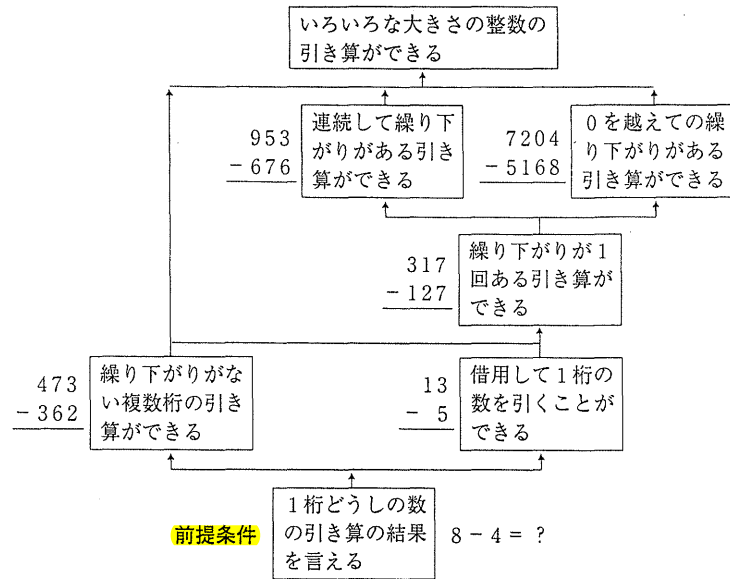 いろいろな大きさの整数の
引き算ができる
953
－676
連続して繰り下
がりがある引き
算ができる
7204
－5168
0を越えての繰
り下がりがある
引き算ができる
317
－127
繰り下がりが1
回ある引き算が
できる
473
－362
繰り下がりがな
い複数桁の引き
算ができる
13
－ 5
借用して1桁の
数を引くことが
できる
前提条件
1桁どうしの数
の引き算の結果
を言える
8－4＝？